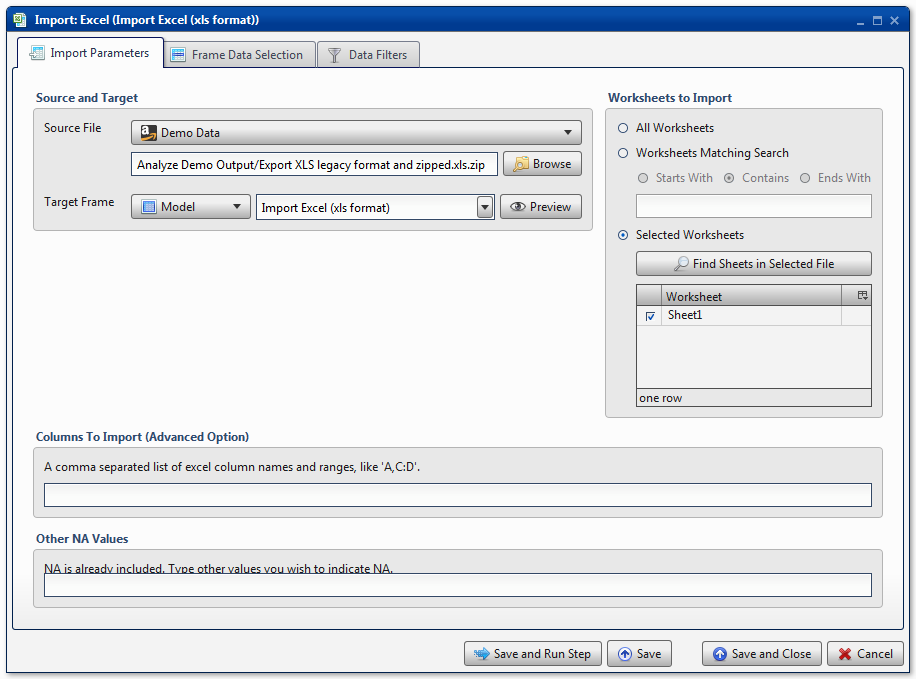 Import: Excel (Import Excel (xls format))
Import Parameters
Frame Data Selection
Data Filters
Source and Target
Source File
Demo Data
Analyze Demo Output/Export XLS legacy format and zipped.xls.zip
Browse
Target Frame
Model
Import Excel (xls format)
Preview
Worksheets to Import
All Worksheets
Worksheets Matching Search
Starts With
Contains
Ends With
Selected Worksheets
Find Sheets in Selected File
Worksheet
Sheet1
one row
Columns To Import (Advanced Option)
A comma separated list of excel column names and ranges, like 'A,C:D'.
Other NA Values
NA is already included. Type other values you wish to indicate NA.
Save and Run Step
Save
Save and Close
Cancel